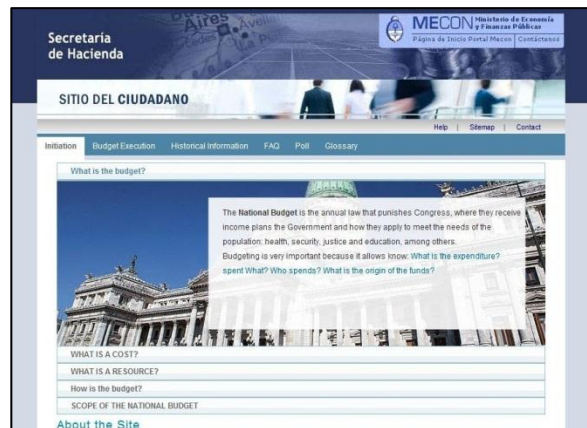 Aires
Avell
Secretaría
de Hacienda
MECON Ministerio de Economía
y Finanzas Públicas
Página de Inicio Portal Mecon | Contáctenos
SITIO DEL CIUDADANO
Help | Sitemap | Contact
Initiation Budget Execution Historical Information FAQ Poll Glossary
What is the budget?
The National Budget is the annual law that punishes Congress, where they receive
income plans the Government and how they apply to meet the needs of the
population: health, security, justice and education, among others.
Budgeting is very important because it allows know: What is the expenditure?
spent What? Who spends? What is the origin of the funds?
WHAT IS A COST?
WHAT IS A RESOURCE?
How is the budget?
SCOPE OF THE NATIONAL BUDGET
About the Site